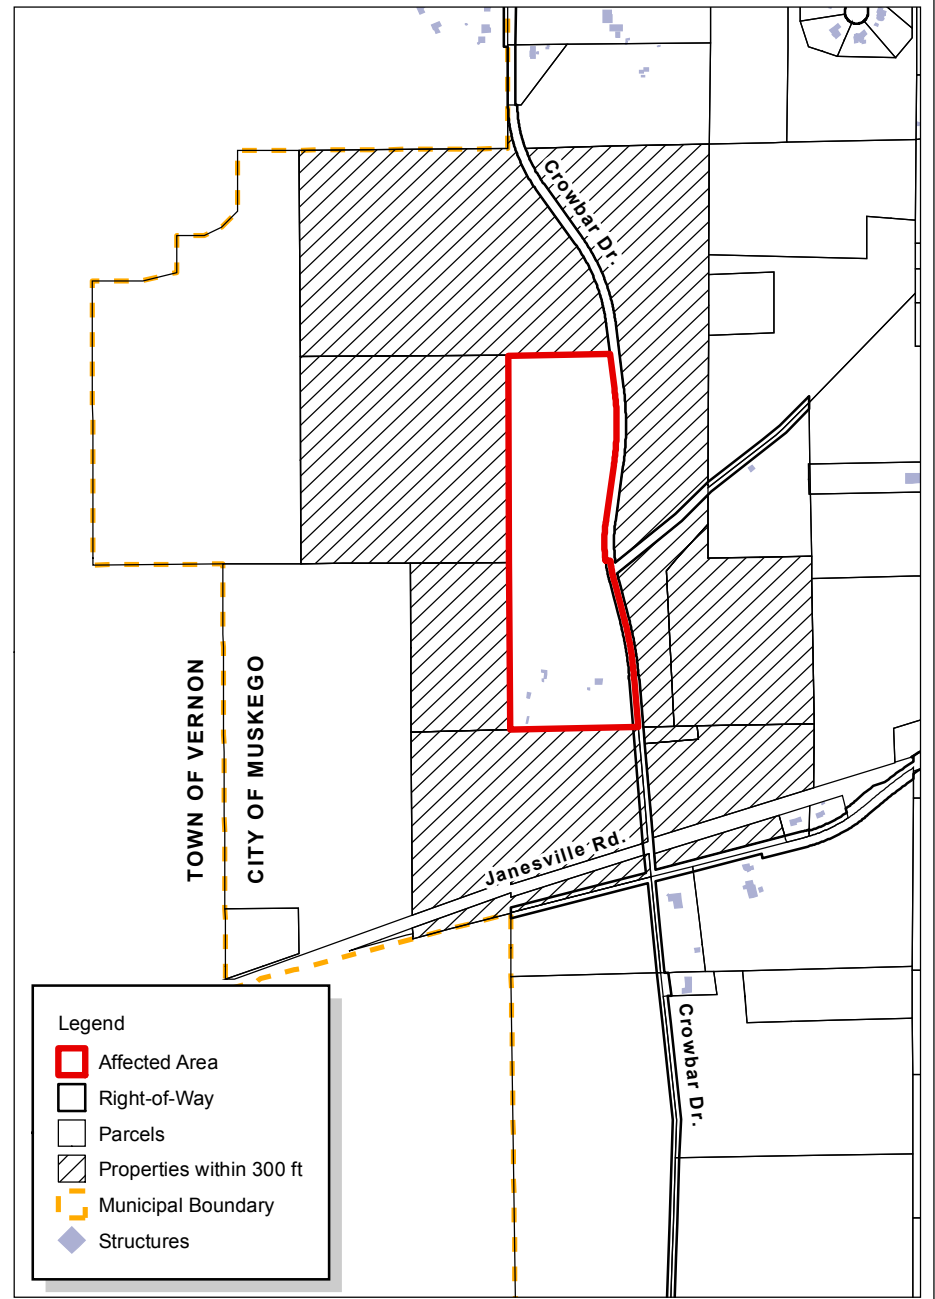 Crowbar Dr.
TOWN OF VERNON
CITY OF MUSKEGO
Janesville Rd.
Crowbar Dr.
Legend
Affected Area
Right-of-Way
Parcels
Properties within 300 ft
Municipal Boundary
Structures